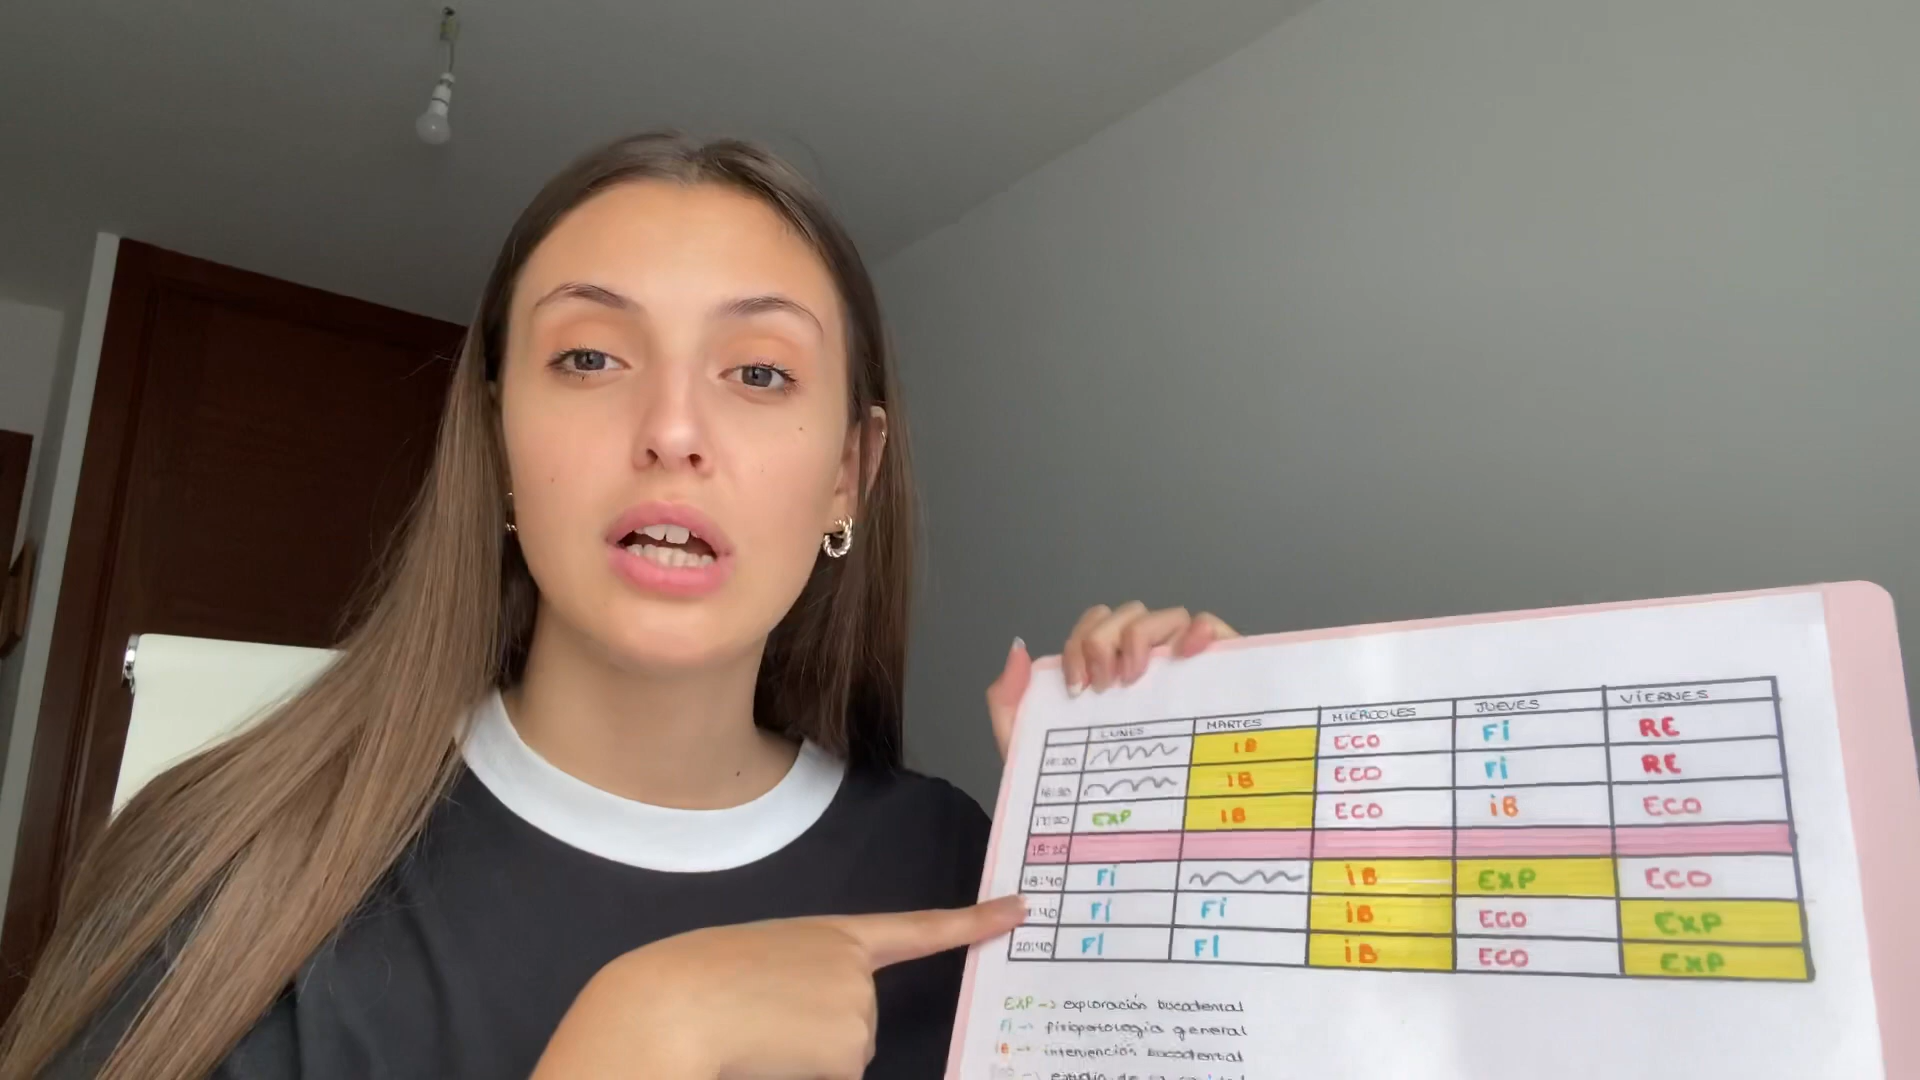 LUNES MARTES MIÉRCOLES JUEVES VIERNES
IB ECO Fi RE
IB ECO Fi RE
17:20 EXP IB ECO iB ECO
18:20
18:40 Fi iB EXP ECO
:40 Fi Fi iB ECO EXP
20:40 FI FI iB ECO EXP
EXP -> exploración bucodental
Fi -> fisiopatología general
iB -> intervención bucodental